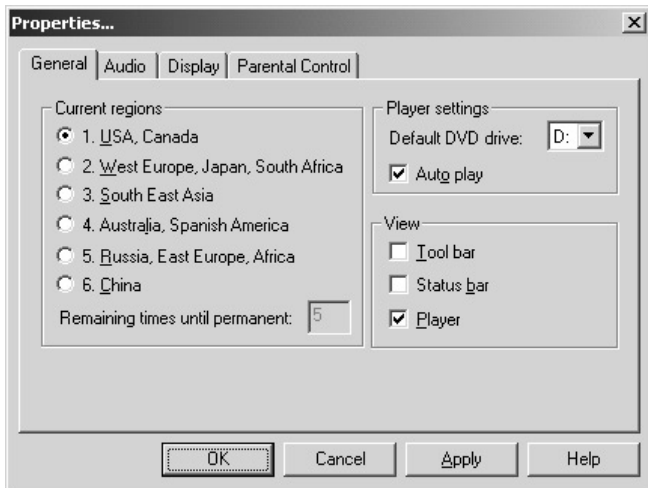 Properties...
General
Audio
Display
Parental Control
Current regions
1. USA, Canada
2. West Europe, Japan, South Africa
3. South East Asia
4. Australia, Spanish America
5. Russia, East Europe, Africa
6. China
Remaining times until permanent: 5
Player settings
Default DVD drive: D:
Auto play
View
Tool bar
Status bar
Player
OK
Cancel
Apply
Help